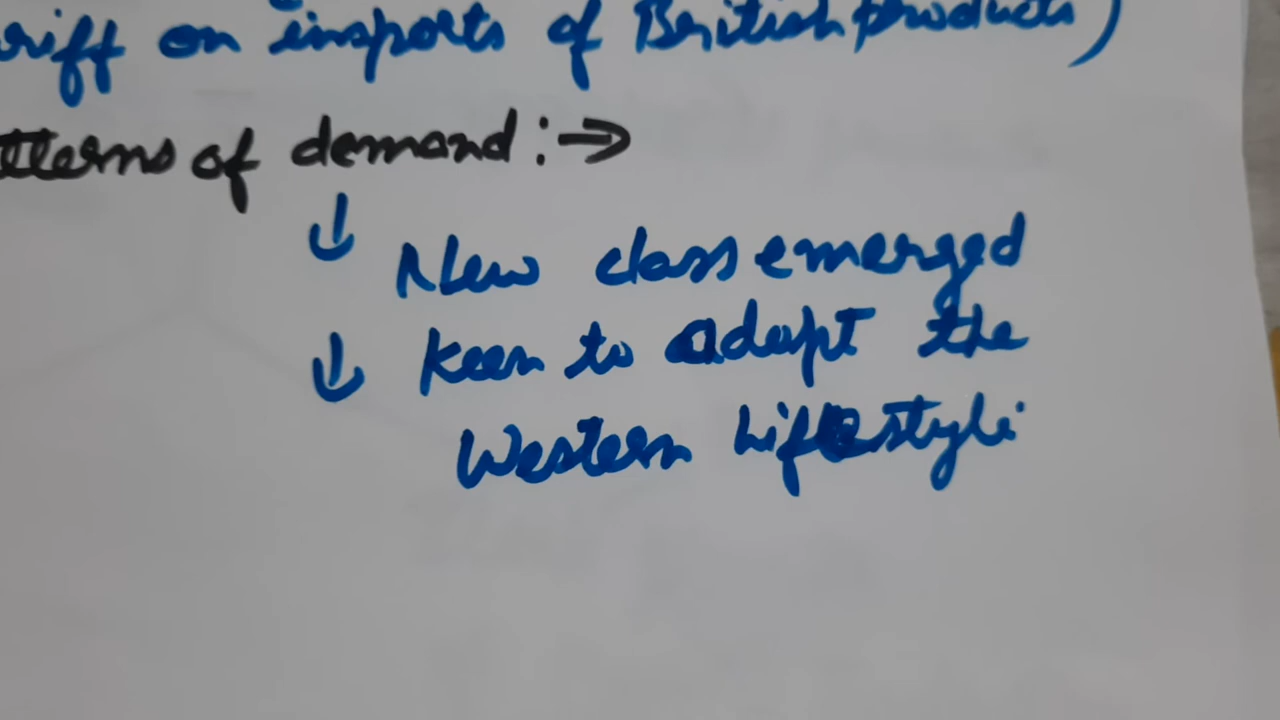 riff on imports of British products)
tterns of demand :→
↓ New class emerged
↓ Keen to adapt the
Western lifestyle